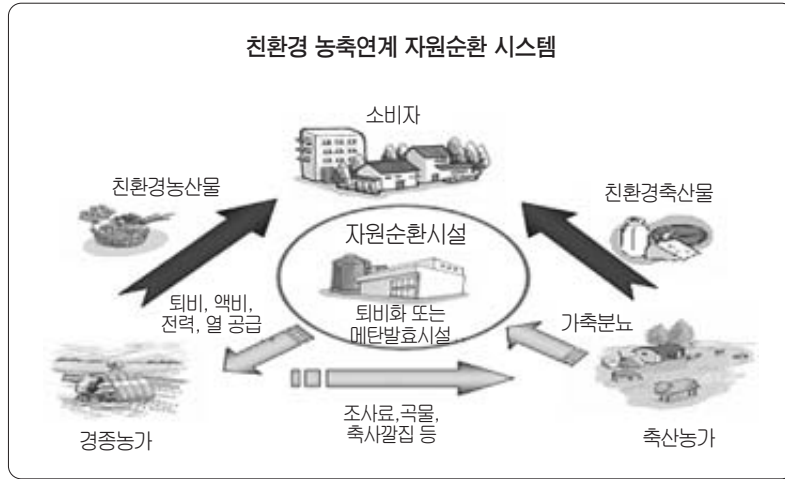 친환경 농축연계 자원순환 시스템
소비자
친환경농산물
친환경축산물
자원순환시설
퇴비화 또는
메탄발효시설
퇴비, 액비,
전력, 열 공급
가축분뇨
조사료,곡물,
축사깔집 등
경종농가
축산농가